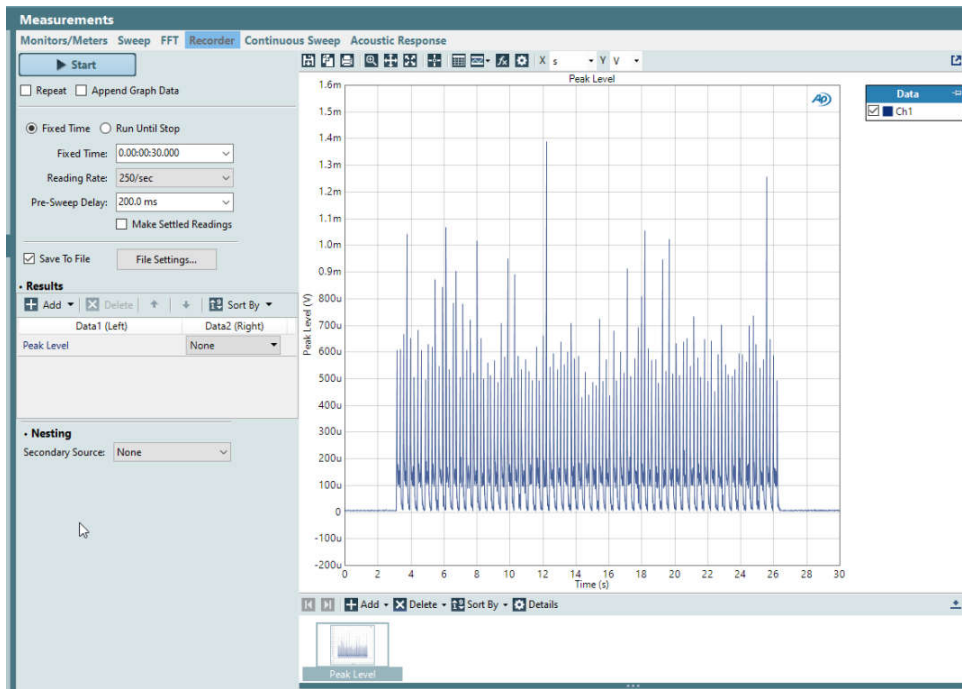 Measurements
Monitors/Meters Sweep FFT Recorder Continuous Sweep Acoustic Response
Start
X s Y V
Repeat Append Graph Data
Fixed Time Run Until Stop
Fixed Time: 0.00:00:30.000
Reading Rate: 250/sec
Pre-Sweep Delay: 200.0 ms
Make Settled Readings
Save To File File Settings...
Results
Add Delete Sort By
Data1 (Left) Data2 (Right)
Peak Level None
Nesting
Secondary Source: None
Peak Level
AP
1.6m
1.5m
1.4m
1.3m
1.2m
1.1m
1.0m
0.9m
800u
700u
600u
500u
400u
300u
200u
100u
0
-100u
-200u
Peak Level (V)
0 2 4 6 8 10 12 14 16 18 20 22 24 26 28 30
Time (s)
Data
Ch1
Add Delete Sort By Details
Peak Level